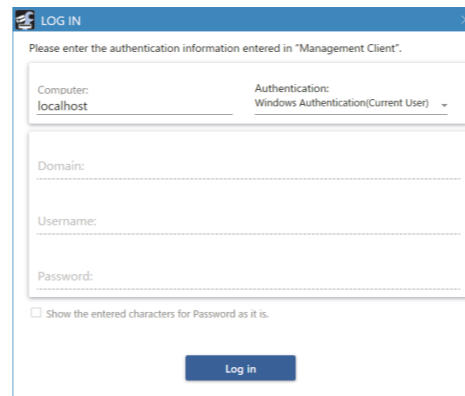 LOG IN
Please enter the authentication information entered in "Management Client".
Computer:
localhost
Authentication:
Windows Authentication(Current User)
Domain:
Username:
Password:
Show the entered characters for Password as it is.
Log in